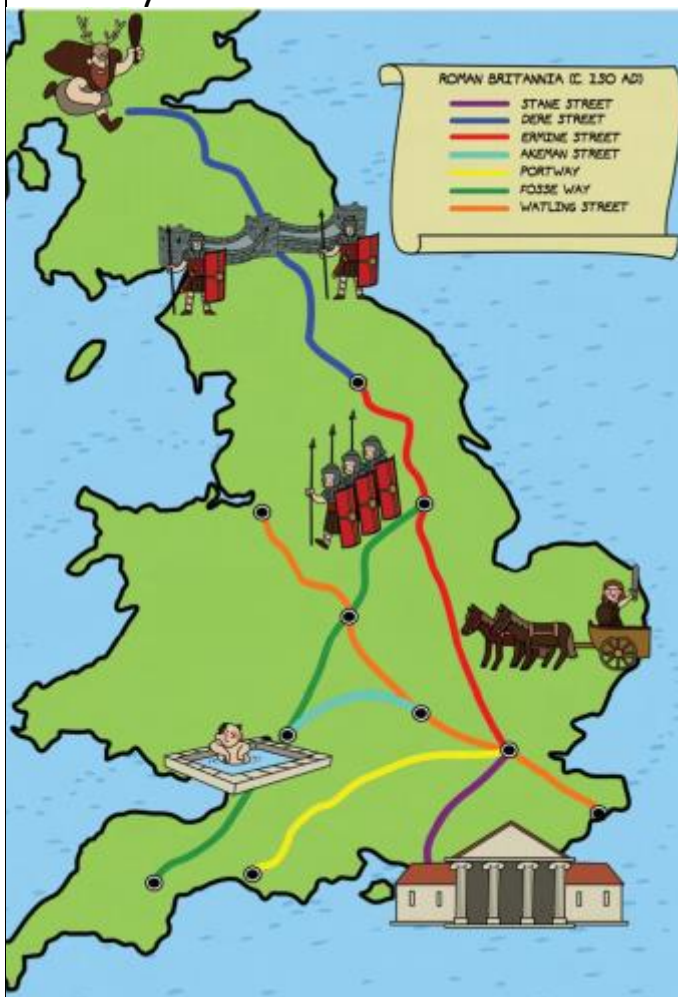 ROMAN BRITANNIA (C. 150 AD)
STANE STREET
DERE STREET
ERMINE STREET
AKEMAN STREET
PORTWAY
FOSSE WAY
WATLING STREET